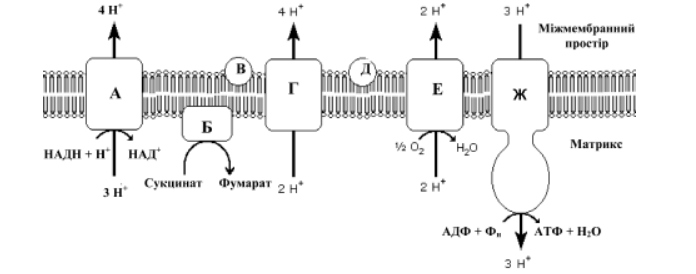 4 H⁺ 4 H⁺ 2 H⁺ 3 H⁺
Міжмембранний
простір
В Д
А Г Е Ж
Б
НАДН + H⁺ НАД⁺ ½ O₂ H₂O Матрикс
3 H⁺ Сукцинат Фумарат 2 H⁺ 2 H⁺
АДФ + Фн АТФ + H₂O
3 H⁺